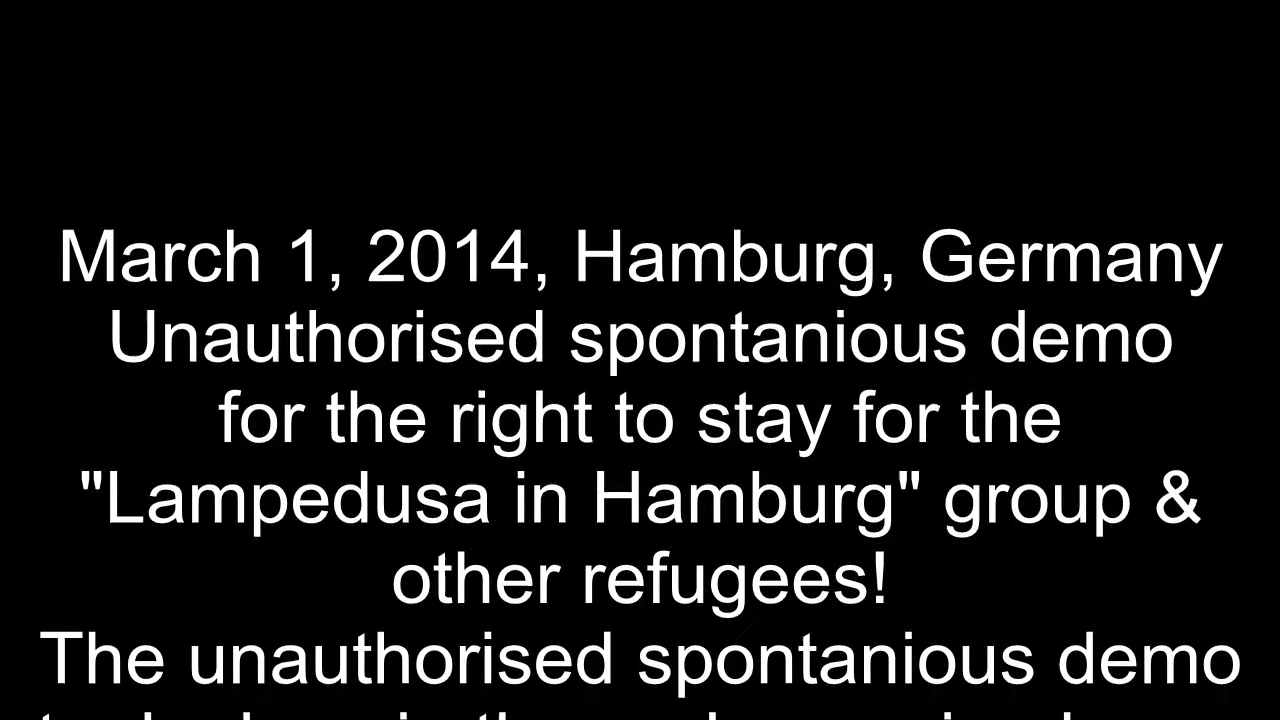 March 1, 2014, Hamburg, Germany
Unauthorised spontanious demo
for the right to stay for the
"Lampedusa in Hamburg" group &
other refugees!
The unauthorised spontanious demo